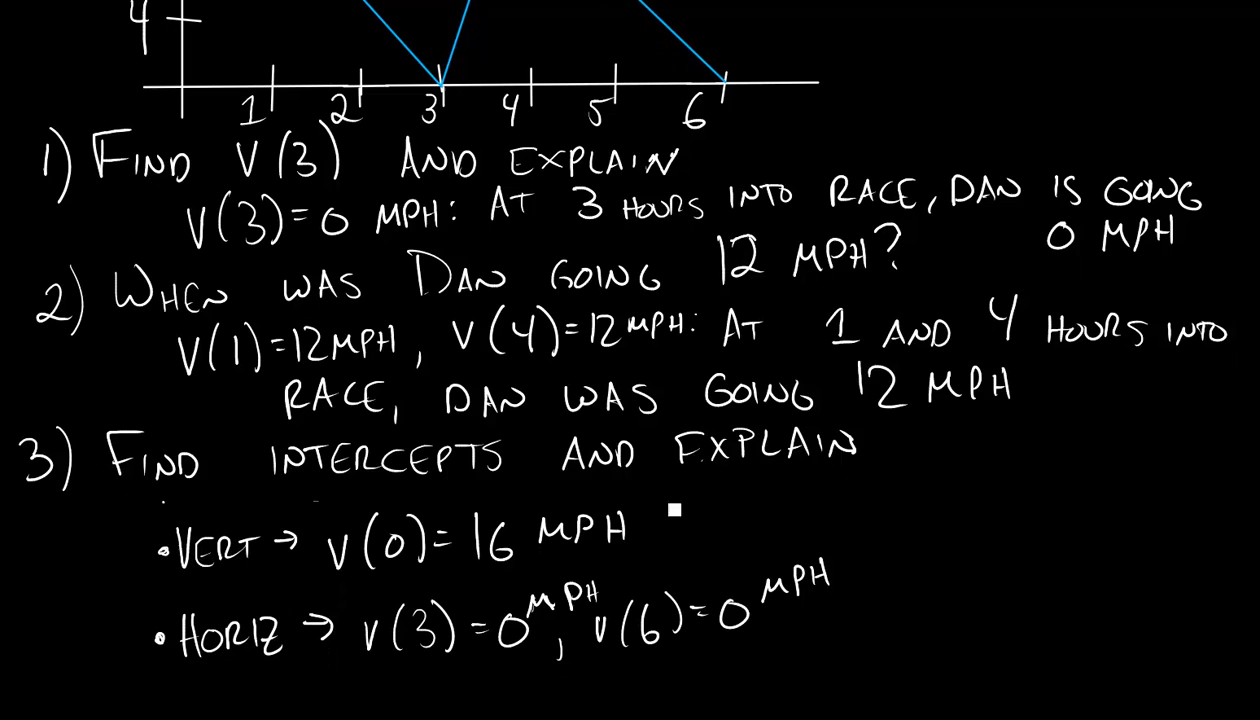 4
1 2 3 4 5 6
1) FIND V(3) AND EXPLAIN
V(3)=0 MPH: AT 3 HOURS INTO RACE, DAN IS GOING
0 MPH
2) WHEN WAS DAN GOING 12 MPH?
V(1)=12MPH, V(4)=12MPH: AT 1 AND 4 HOURS INTO
RACE, DAN WAS GOING 12 MPH
3) FIND INTERCEPTS AND EXPLAIN
• VERT → V(0)=16 MPH
• HORIZ → V(3)=0 MPH, V(6)=0 MPH